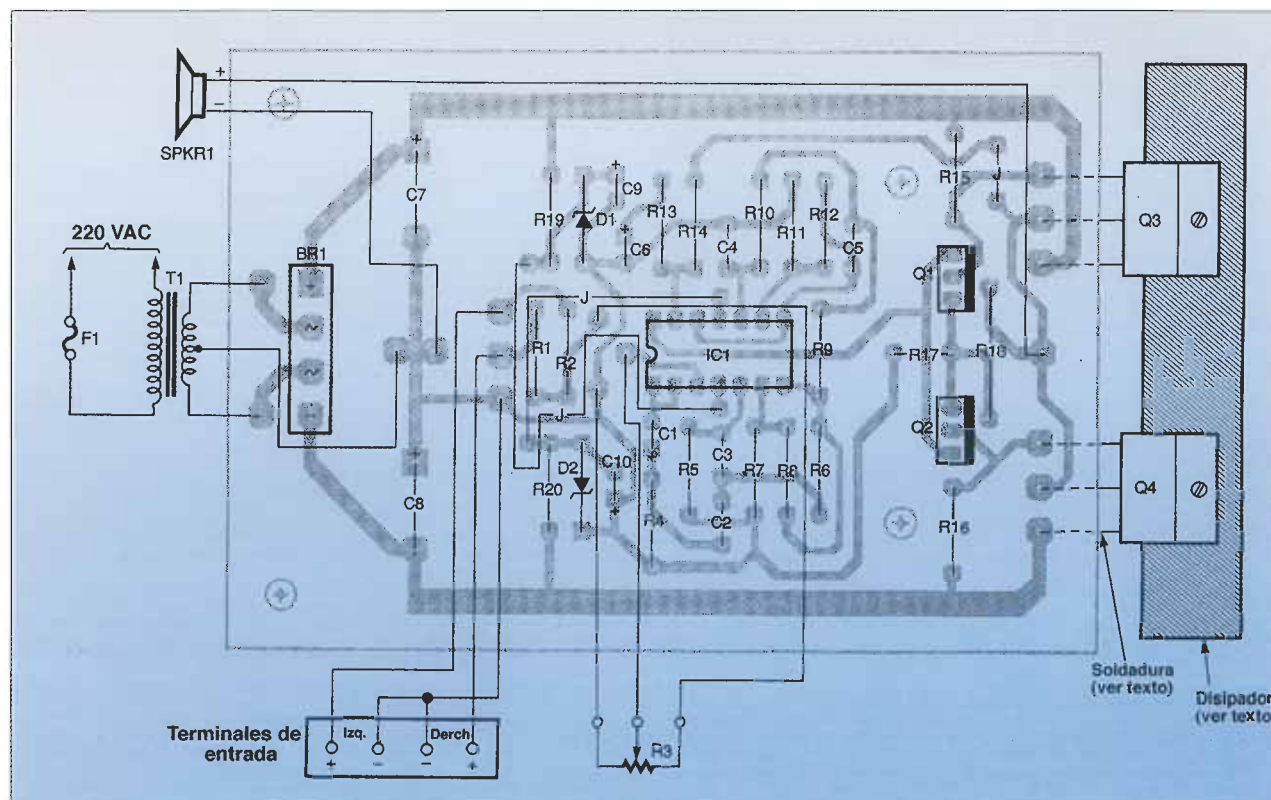 SPKR1
+
−
220 VAC
F1
T1
BR1
+
~
~
C7
+
C8
R19
D1
+
C9
C6
+
R13
R14
C4
R10
R11
R12
C5
R15
J
Q3
Q1
R1
R2
J
IC1
R9
R17
R18
Q2
J
D2
C10
+
R20
C1
+
R4
R5
C3
C2
R7
R8
R6
R16
Q4
Soldadura
(ver texto)
Disipador
(ver texto
Terminales de
entrada
Izq.
Derch
+
−
−
+
R3